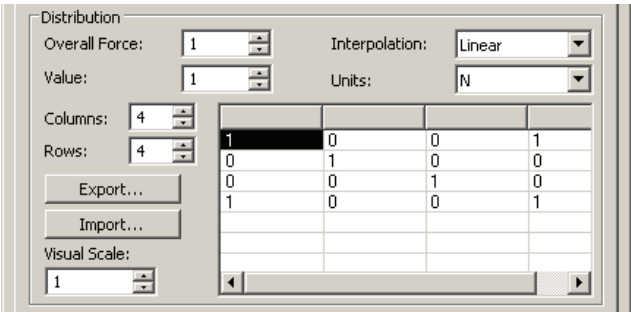 Distribution
Overall Force: 1 Interpolation: Linear
Value: 1 Units: N
Columns: 4
Rows: 4
1 0 0 1
0 1 0 0
0 0 1 0
1 0 0 1
Export...
Import...
Visual Scale:
1